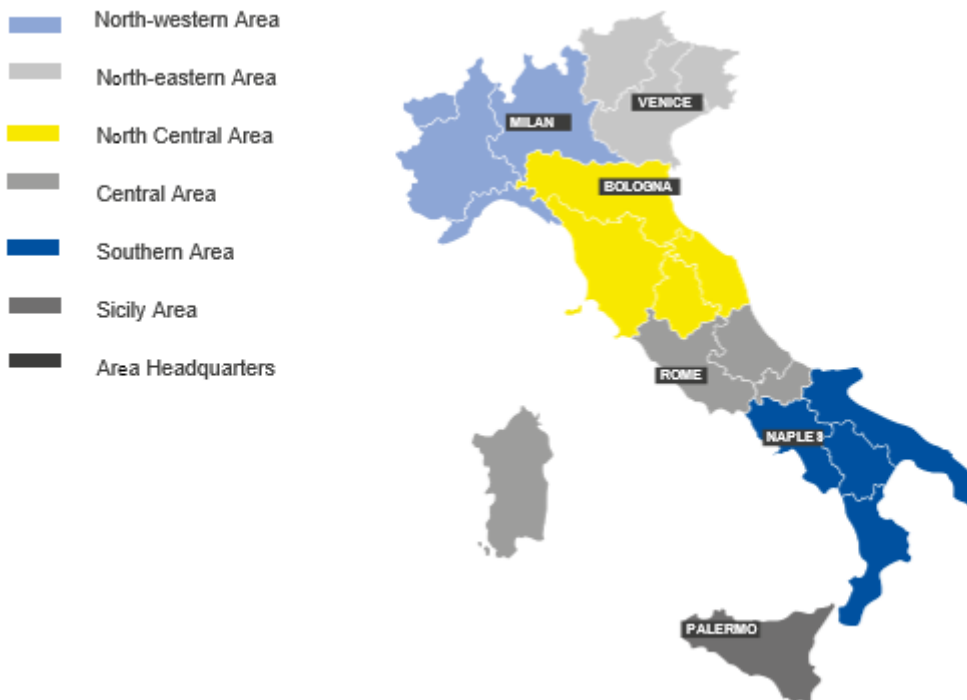 North-western Area
North-eastern Area
North Central Area
Central Area
Southern Area
Sicily Area
Area Headquarters
VENICE
MILAN
BOLOGNA
ROME
NAPLES
PALERMO